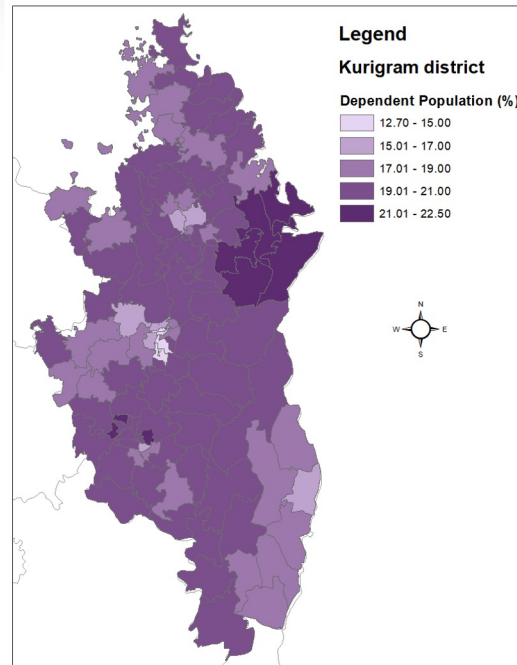 Legend
Kurigram district
Dependent Population (%)
12.70 - 15.00
15.01 - 17.00
17.01 - 19.00
19.01 - 21.00
21.01 - 22.50
N
W E
S